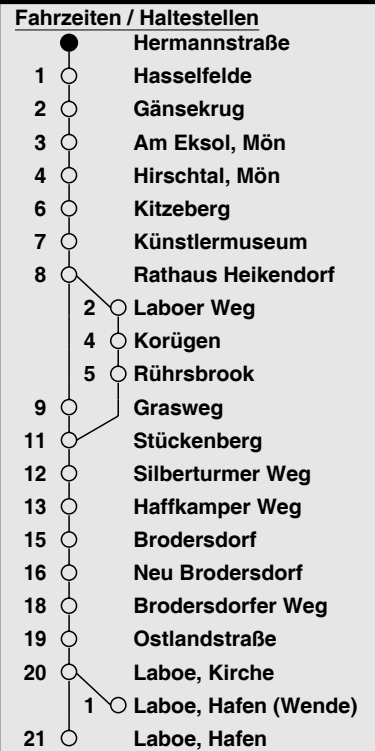 Fahrzeiten / Haltestellen
Hermannstraße
1 Hasselfelde
2 Gänsekrug
3 Am Eksol, Mön
4 Hirschtal, Mön
6 Kitzeberg
7 Künstlermuseum
8 Rathaus Heikendorf
2 Laboer Weg
4 Korügen
5 Rührsbrook
9 Grasweg
11 Stückenberg
12 Silberturmer Weg
13 Haffkamper Weg
15 Brodersdorf
16 Neu Brodersdorf
18 Brodersdorfer Weg
19 Ostlandstraße
20 Laboe, Kirche
1 Laboe, Hafen (Wende)
21 Laboe, Hafen